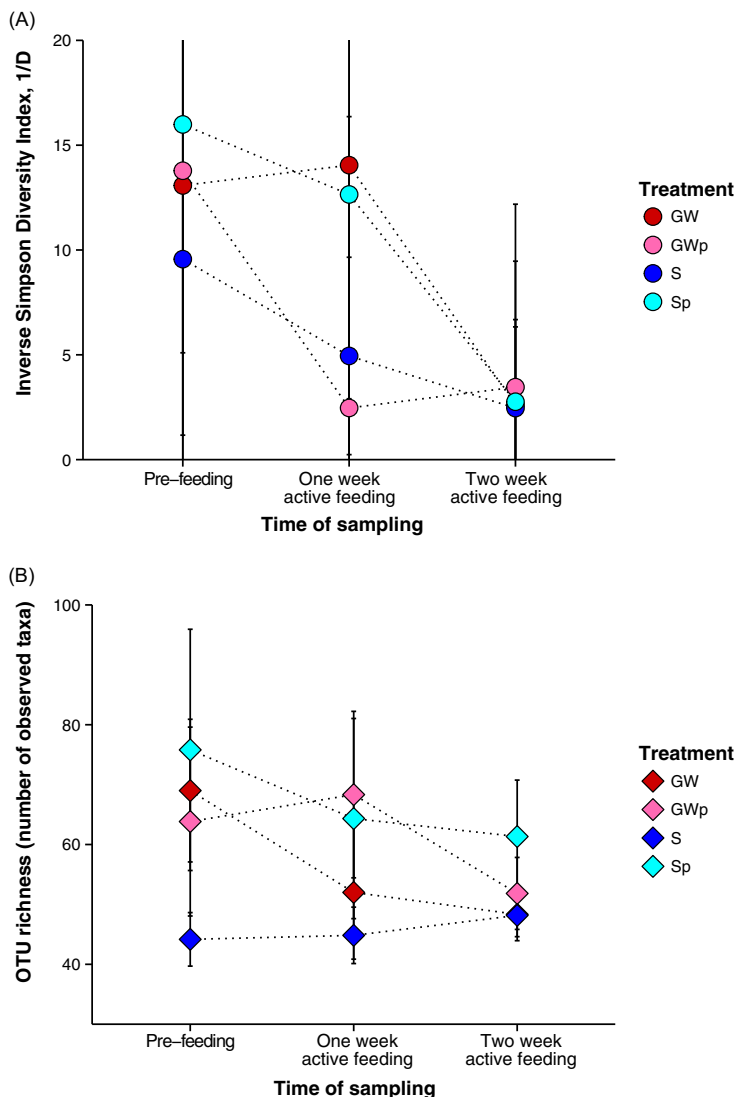 (A)
Inverse Simpson Diversity Index, 1/D
20
15
10
5
0
Pre–feeding
One week
active feeding
Two week
active feeding
Time of sampling
Treatment
GW
GWp
S
Sp
(B)
OTU richness (number of observed taxa)
100
80
60
40
Pre–feeding
One week
active feeding
Two week
active feeding
Time of sampling
Treatment
GW
GWp
S
Sp